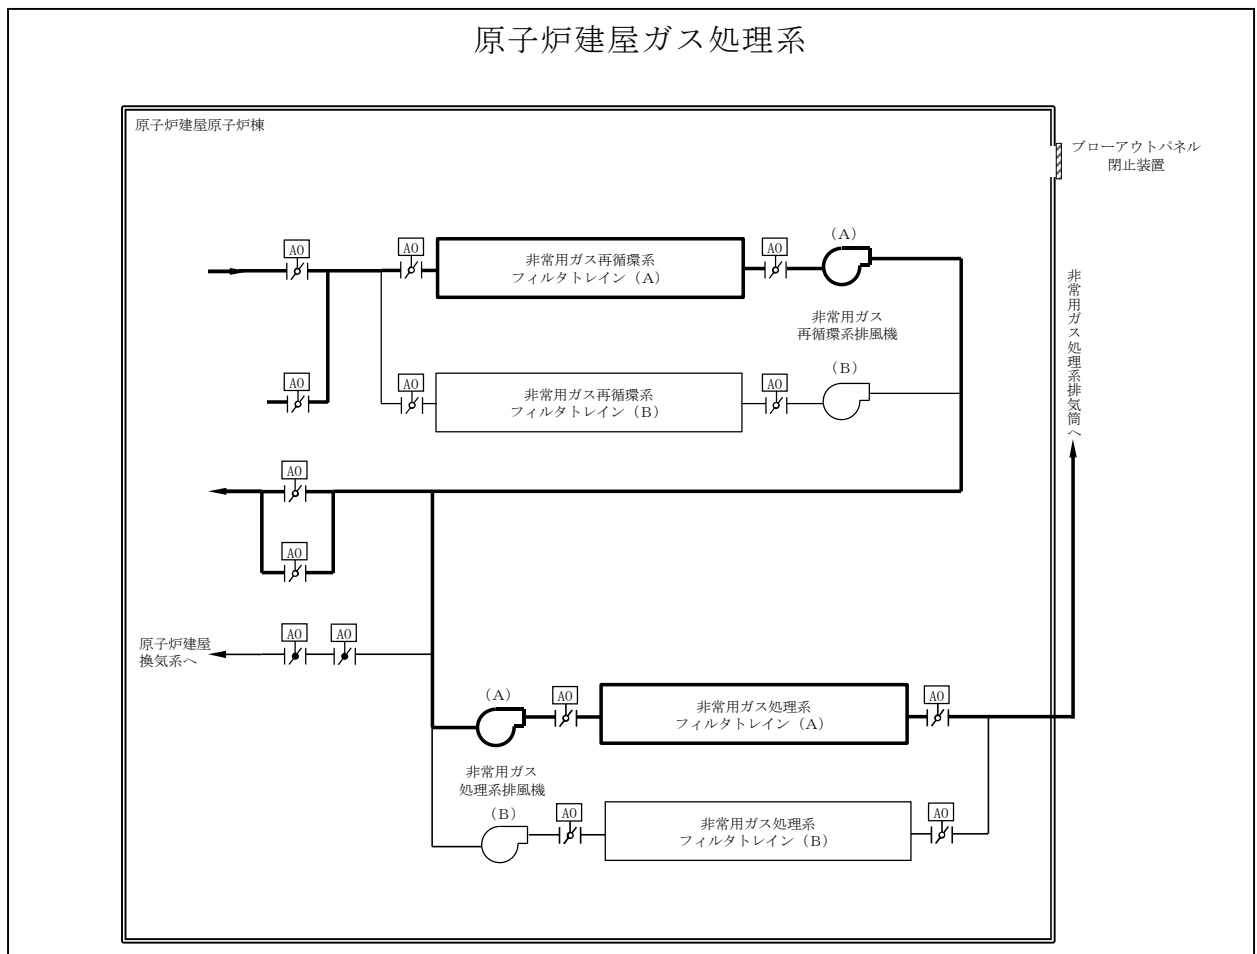 原子炉建屋ガス処理系
原子炉建屋原子炉棟
ブローアウトパネル
閉止装置
AO
AO
非常用ガス再循環系
フィルタトレイン（A）
AO
（A）
非常用ガス
再循環系排風機
AO
AO
非常用ガス再循環系
フィルタトレイン（B）
AO
（B）
非常用ガス処理系排気筒へ
AO
AO
原子炉建屋
換気系へ
AO
AO
（A）
AO
非常用ガス処理系
フィルタトレイン（A）
AO
非常用ガス
処理系排風機
（B）
AO
非常用ガス処理系
フィルタトレイン（B）
AO